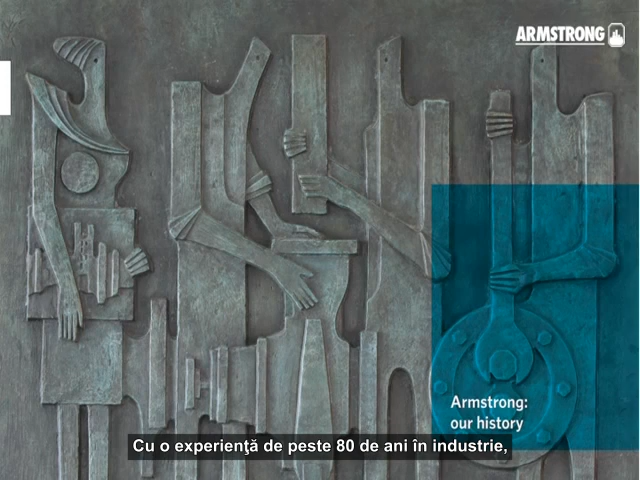 ARMSTRONG
Armstrong:
our history
Cu o experienţă de peste 80 de ani în industrie,